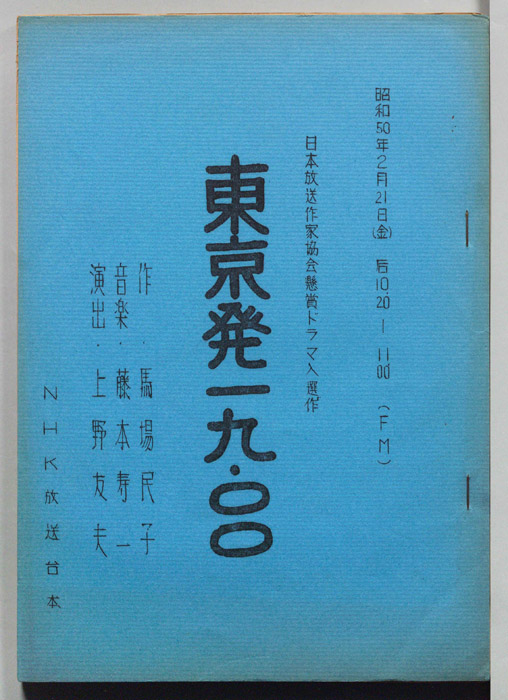 昭和50年2月21日(金) 后10.20―11.00 (FM)
日本放送作家協会懸賞ドラマ入選作
東京発一九・〇〇
作・馬場民子
音楽・藤本寿一
演出・上野友夫
NHK放送台本